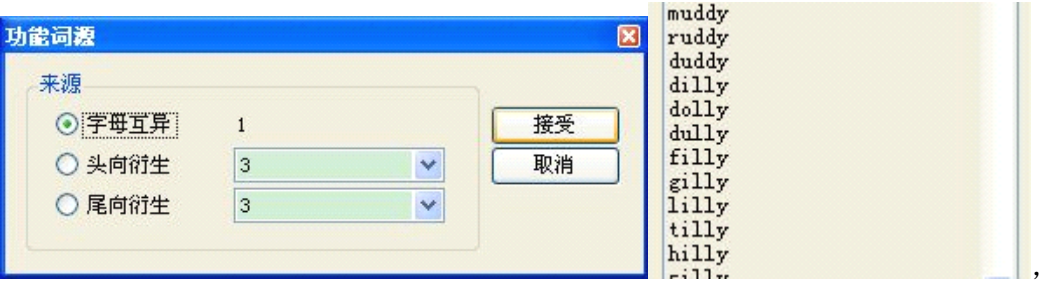 功能词源
来源
字母互异 1
头向衍生 3
尾向衍生 3
接受
取消
muddy
ruddy
duddy
dilly
dolly
dully
filly
gilly
lilly
tilly
hilly
,